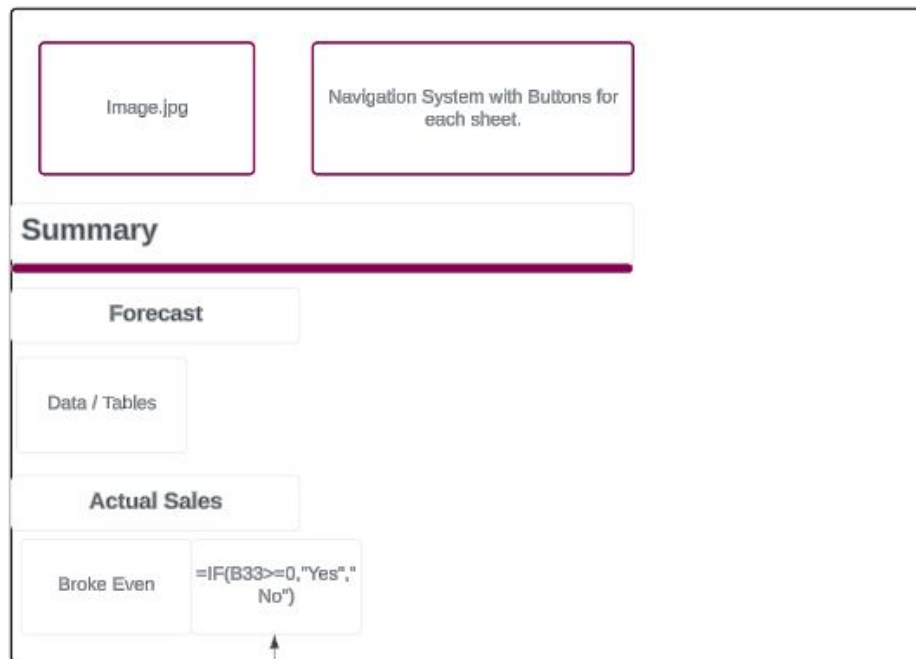 Image.jpg
Navigation System with Buttons for
each sheet.
Summary
Forecast
Data / Tables
Actual Sales
Broke Even
=IF(B33>=0,"Yes","
No")